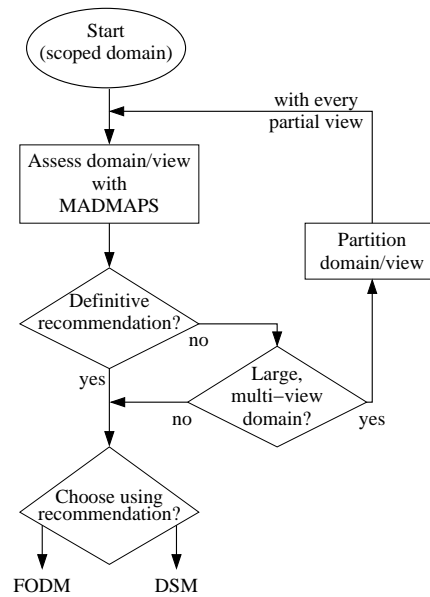 Start
(scoped domain)
with every
partial view
Assess domain/view
with
MADMAPS
Partition
domain/view
Definitive
recommendation?
no
yes
Large,
multi−view
domain?
no
yes
Choose using
recommendation?
FODM
DSM